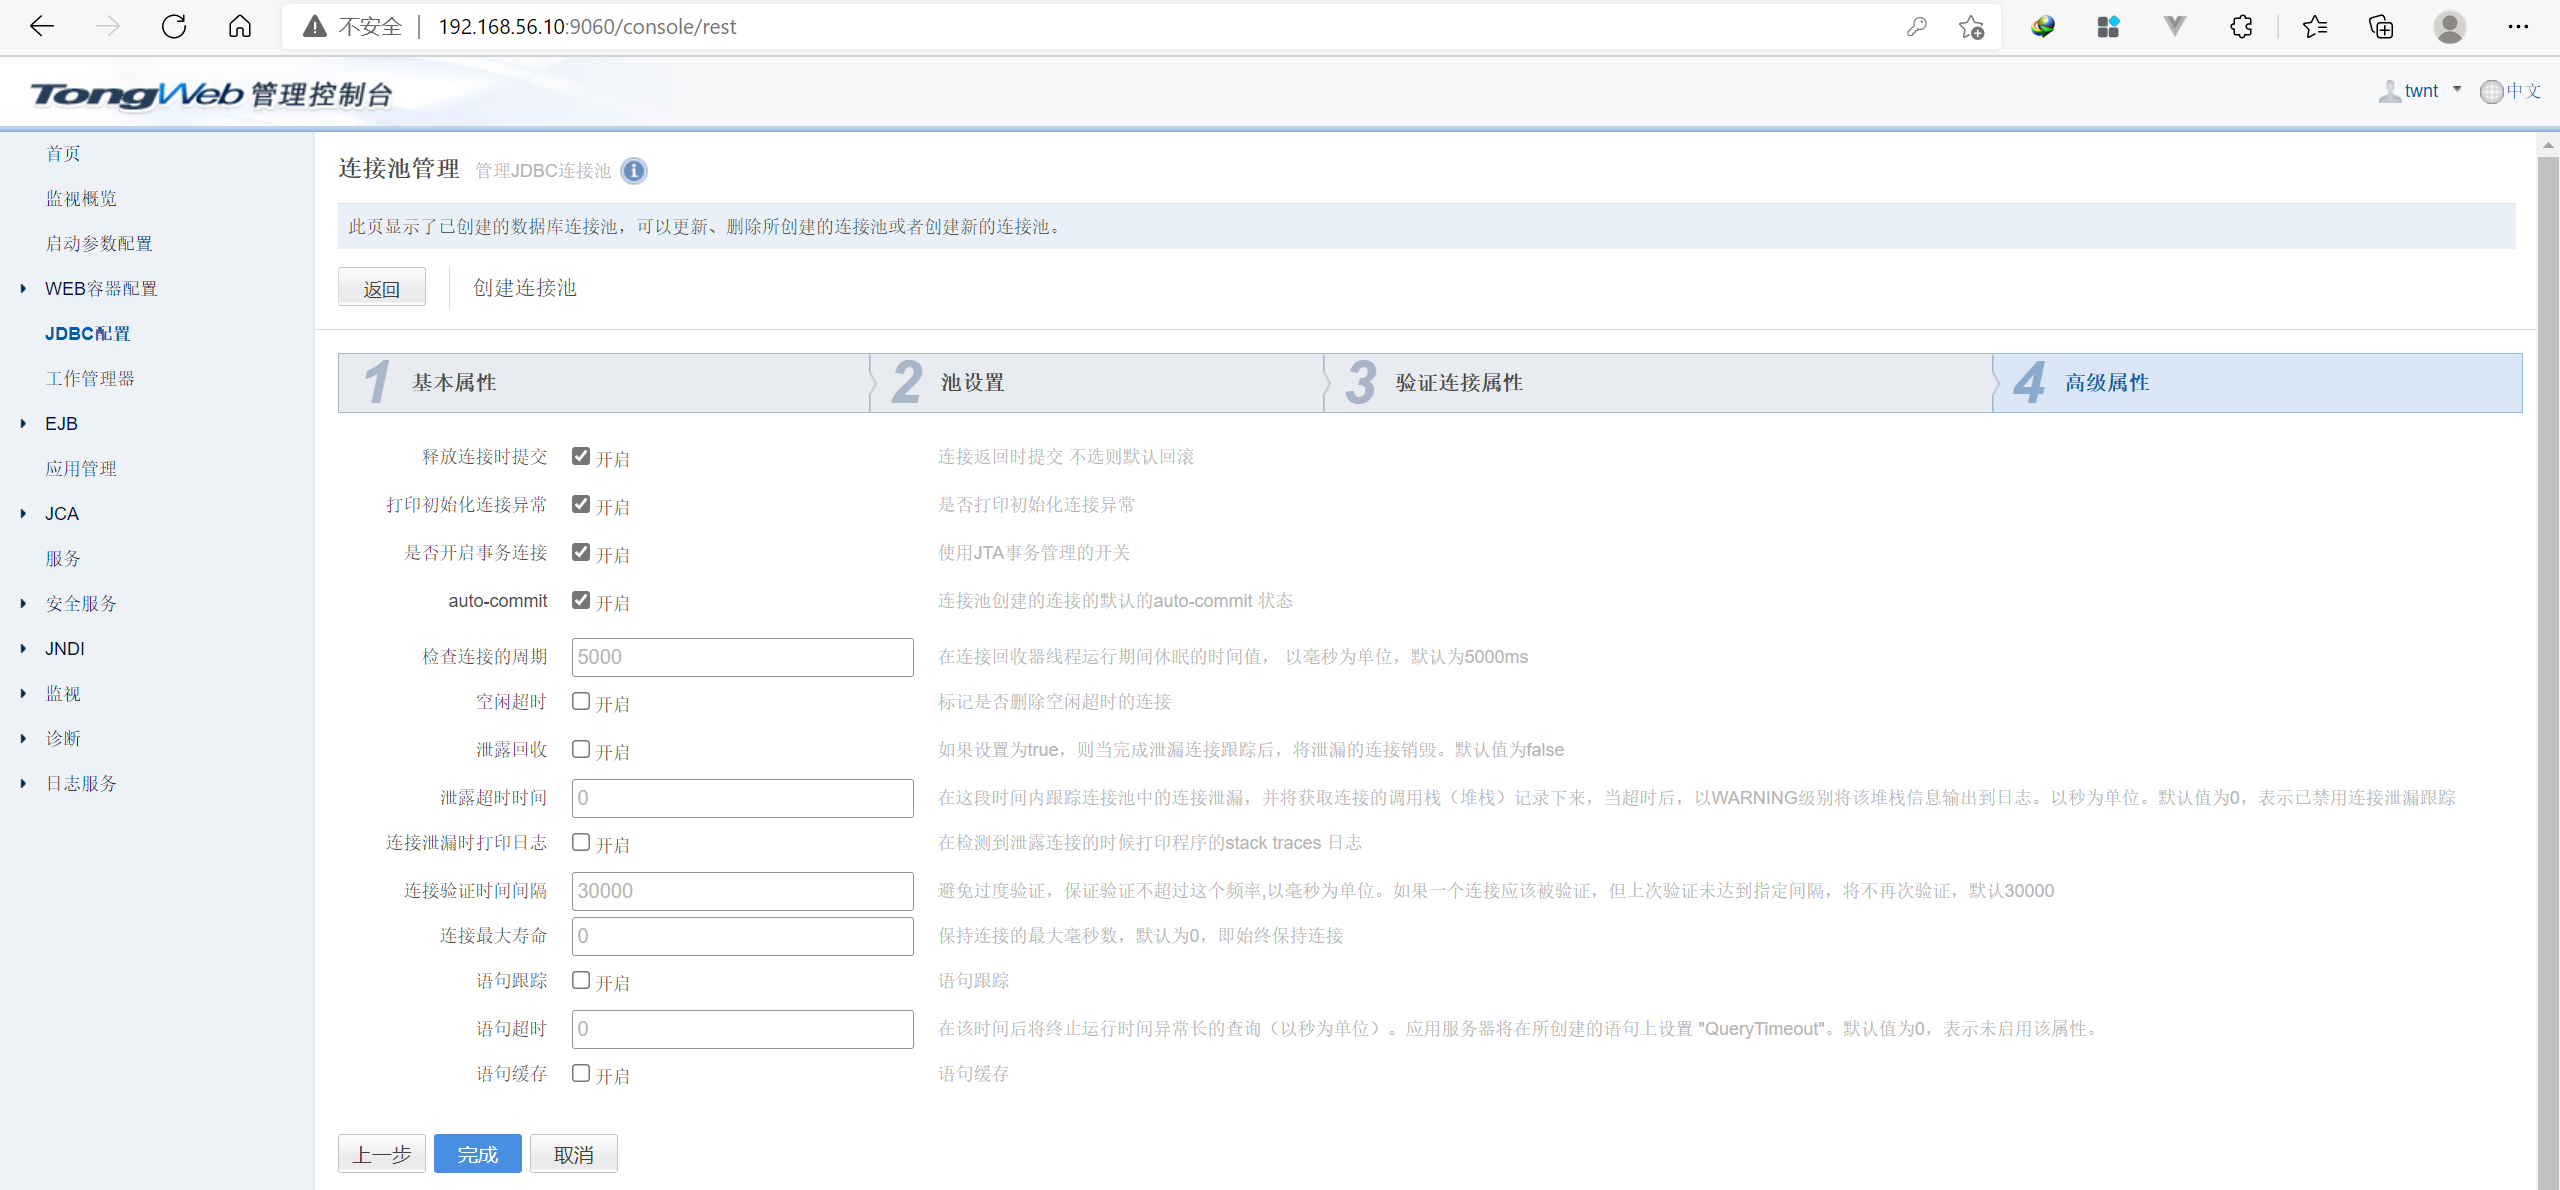 不安全 192.168.56.10:9060/console/rest
TongWeb 管理控制台
twnt 中文
首页
监视概览
启动参数配置
WEB容器配置
JDBC配置
工作管理器
EJB
应用管理
JCA
服务
安全服务
JNDI
监视
诊断
日志服务
连接池管理 管理JDBC连接池
此页显示了已创建的数据库连接池，可以更新、删除所创建的连接池或者创建新的连接池。
返回 创建连接池
1 基本属性 2 池设置 3 验证连接属性 4 高级属性
释放连接时提交 开启 连接返回时提交 不选则默认回滚
打印初始化连接异常 开启 是否打印初始化连接异常
是否开启事务连接 开启 使用JTA事务管理的开关
auto-commit 开启 连接池创建的连接的默认的auto-commit 状态
检查连接的周期 5000 在连接回收器线程运行期间休眠的时间值， 以毫秒为单位，默认为5000ms
空闲超时 开启 标记是否删除空闲超时的连接
泄露回收 开启 如果设置为true，则当完成泄漏连接跟踪后，将泄漏的连接销毁。默认值为false
泄露超时时间 0 在这段时间内跟踪连接池中的连接泄漏，并将获取连接的调用栈（堆栈）记录下来，当超时后，以WARNING级别将该堆栈信息输出到日志。以秒为单位。默认值为0，表示已禁用连接泄漏跟踪
连接泄漏时打印日志 开启 在检测到泄露连接的时候打印程序的stack traces 日志
连接验证时间间隔 30000 避免过度验证，保证验证不超过这个频率,以毫秒为单位。如果一个连接应该被验证，但上次验证未达到指定间隔，将不再次验证，默认30000
连接最大寿命 0 保持连接的最大毫秒数，默认为0，即始终保持连接
语句跟踪 开启 语句跟踪
语句超时 0 在该时间后将终止运行时间异常长的查询（以秒为单位）。应用服务器将在所创建的语句上设置 "QueryTimeout"。默认值为0，表示未启用该属性。
语句缓存 开启 语句缓存
上一步 完成 取消